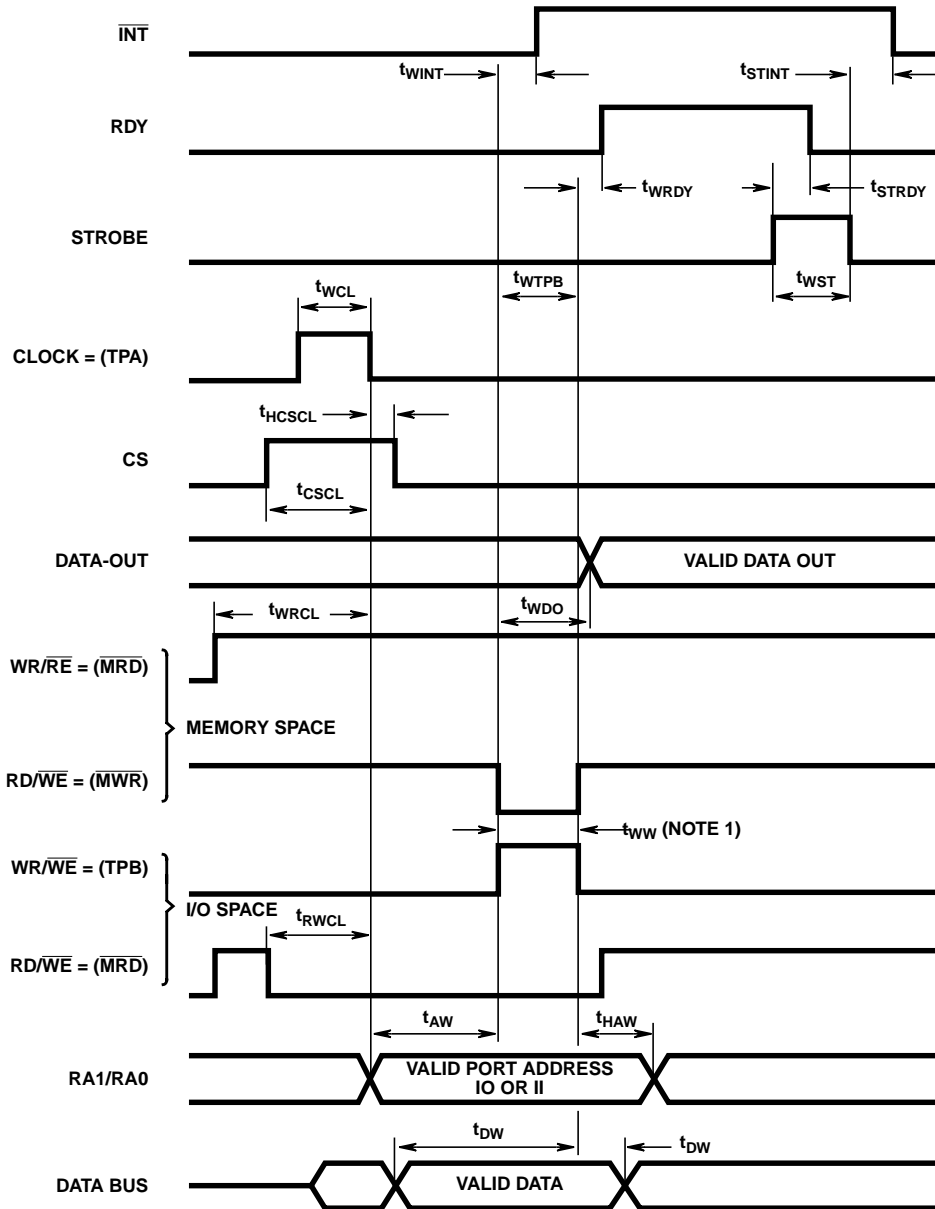 INT
tWINT
tSTINT
RDY
tWRDY
tSTRDY
STROBE
tWCL
tWTPB
tWST
CLOCK = (TPA)
tHCSCL
CS
tCSCL
DATA-OUT
VALID DATA OUT
tWRCL
tWDO
WR/RE = (MRD)
MEMORY SPACE
RD/WE = (MWR)
tWW (NOTE 1)
WR/WE = (TPB)
I/O SPACE
tRWCL
RD/WE = (MRD)
tAW
tHAW
RA1/RA0
VALID PORT ADDRESS
IO OR II
tDW
tDW
DATA BUS
VALID DATA